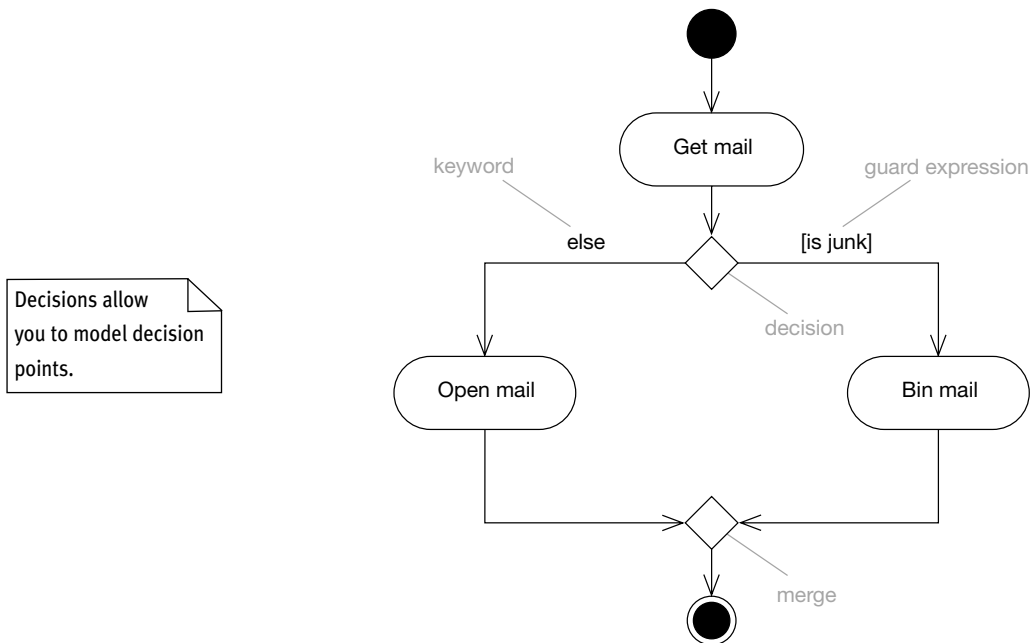 Get mail
keyword
guard expression
else
[is junk]
Decisions allow
you to model decision
points.
decision
Open mail
Bin mail
merge